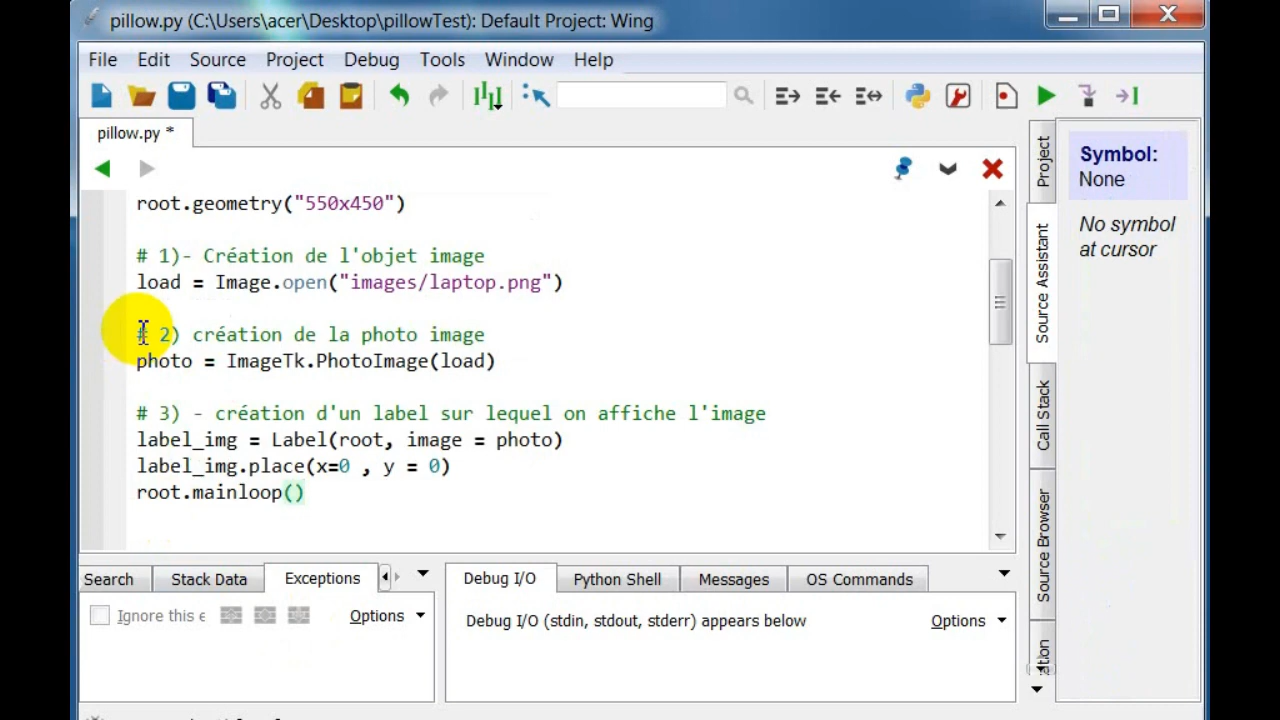 pillow.py (C:\Users\acer\Desktop\pillowTest): Default Project: Wing
File Edit Source Project Debug Tools Window Help
pillow.py *
root.geometry("550x450")
# 1)- Création de l'objet image
load = Image.open("images/laptop.png")
# 2) création de la photo image
photo = ImageTk.PhotoImage(load)
# 3) - création d'un label sur lequel on affiche l'image
label_img = Label(root, image = photo)
label_img.place(x=0 , y = 0)
root.mainloop()
Project
Source Assistant
Call Stack
Source Browser
Symbol:
None
No symbol
at cursor
Search Stack Data Exceptions
Ignore this e Options
Debug I/O Python Shell Messages OS Commands
Debug I/O (stdin, stdout, stderr) appears below Options